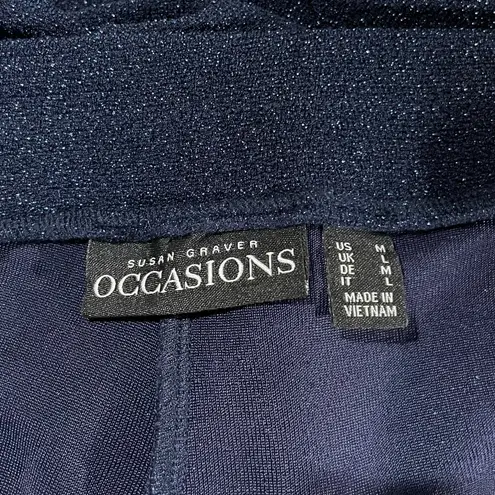 SUSAN GRAVER
OCCASIONS
US M
UK L
DE M
IT L
MADE IN
VIETNAM